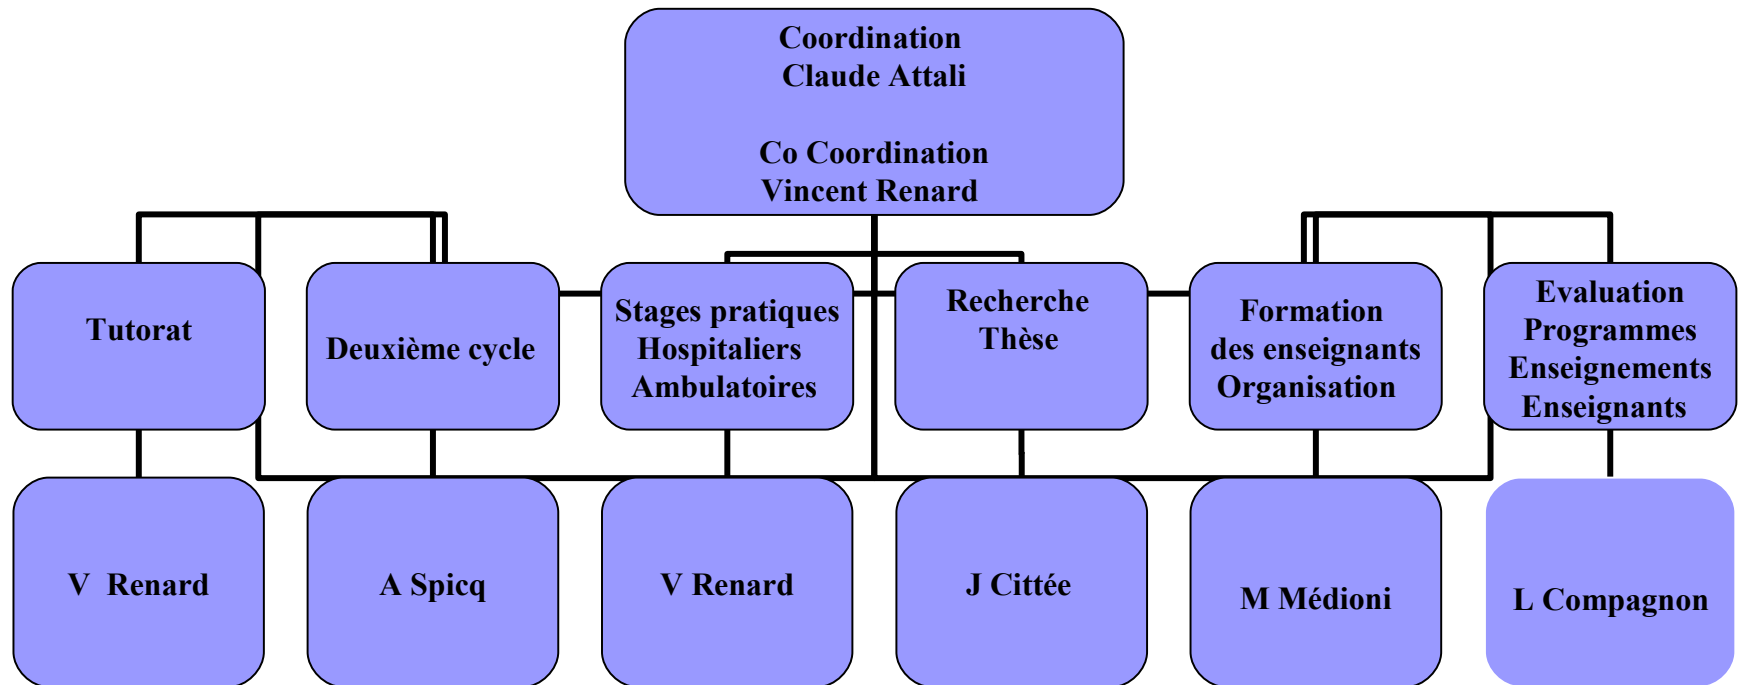 Coordination
Claude Attali
Co Coordination
Vincent Renard
Tutorat
Deuxième cycle
Stages pratiques
Hospitaliers
Ambulatoires
Recherche
Thèse
Formation
des enseignants
Organisation
Evaluation
Programmes
Enseignements
Enseignants
V Renard
A Spicq
V Renard
J Cittée
M Médioni
L Compagnon